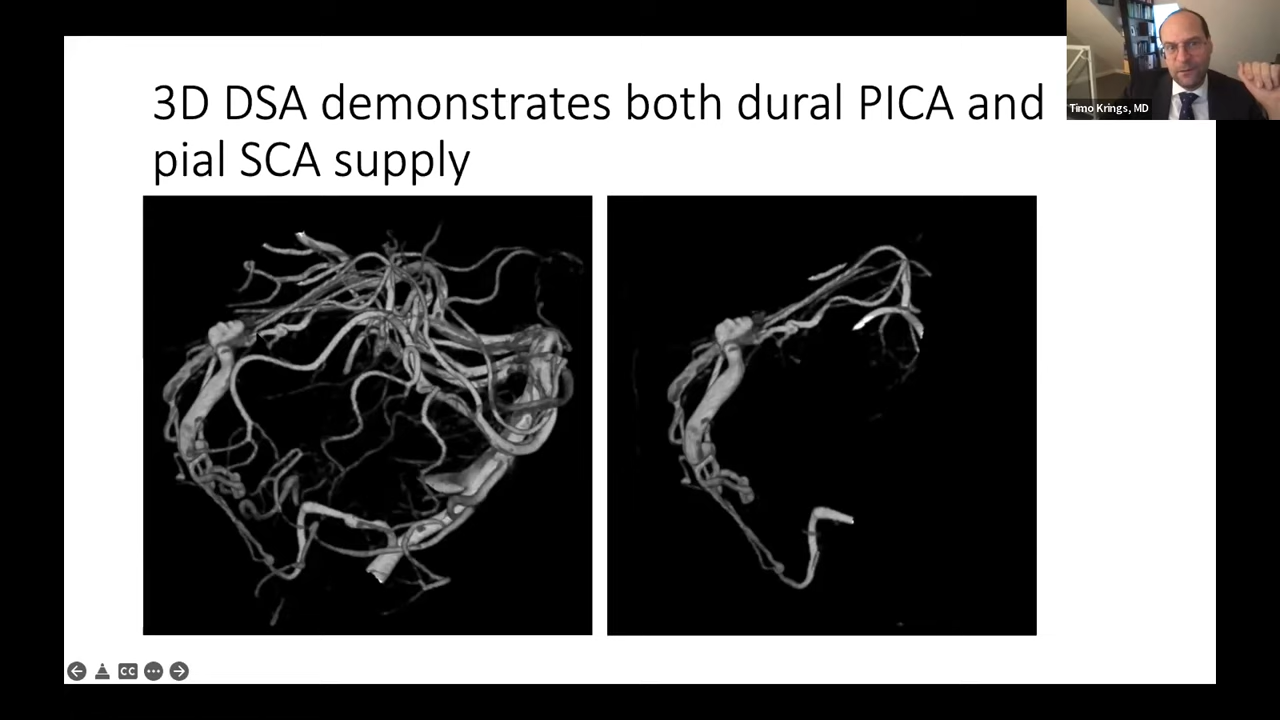 3D DSA demonstrates both dural PICA and
pial SCA supply
Timo Krings, MD
CC